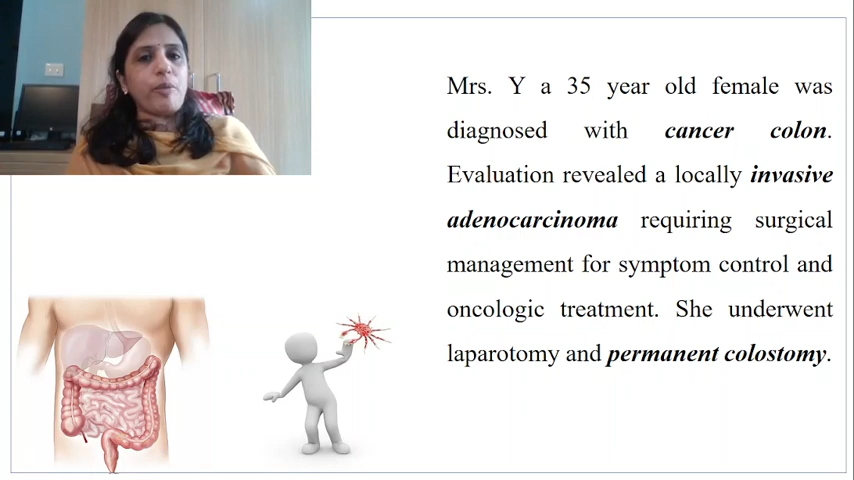 Mrs. Y a 35 year old female was
diagnosed with cancer colon.
Evaluation revealed a locally invasive
adenocarcinoma requiring surgical
management for symptom control and
oncologic treatment. She underwent
laparotomy and permanent colostomy.